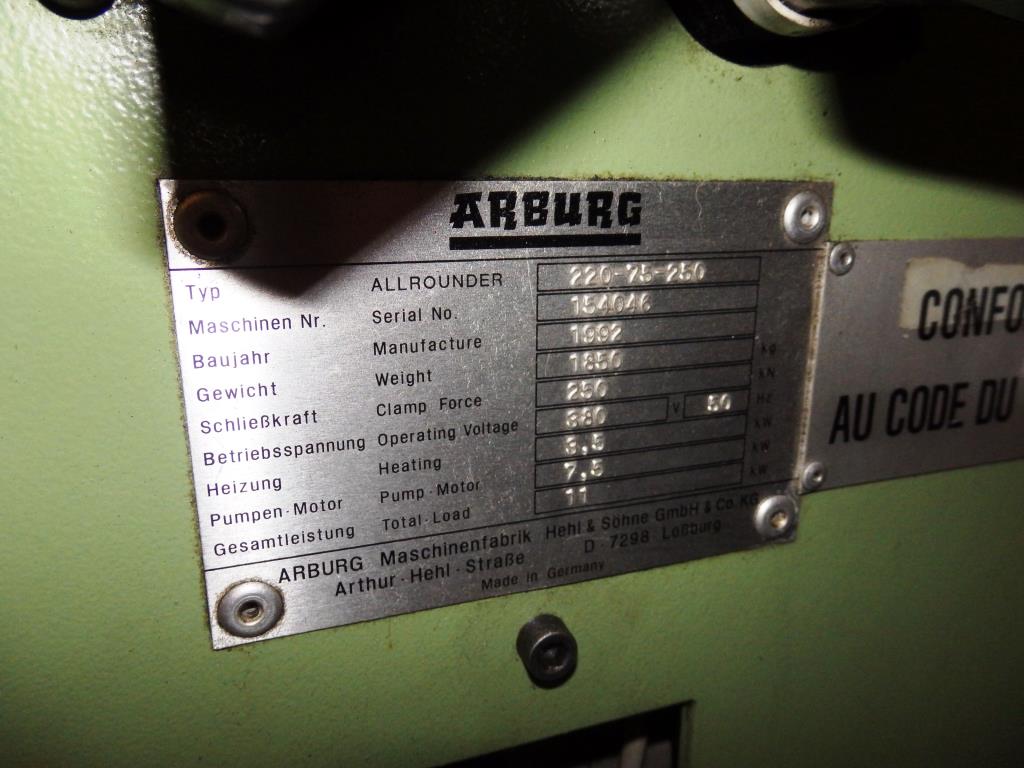 ARBURG
Typ ALLROUNDER 220-75-250
Maschinen Nr. Serial No. 154046
Baujahr Manufacture 1992
Gewicht Weight 1850 kg
Schließkraft Clamp Force 250 kN
Betriebsspannung Operating Voltage 380 V 50 Hz
Heizung Heating 3,5 kW
Pumpen·Motor Pump·Motor 7,5 kW
Gesamtleistung Total·Load 11 kW
ARBURG Maschinenfabrik Hehl & Söhne GmbH & Co. KG
Arthur·Hehl·Straße D·7298 Loßburg
Made in Germany
CONFO
AU CODE DU